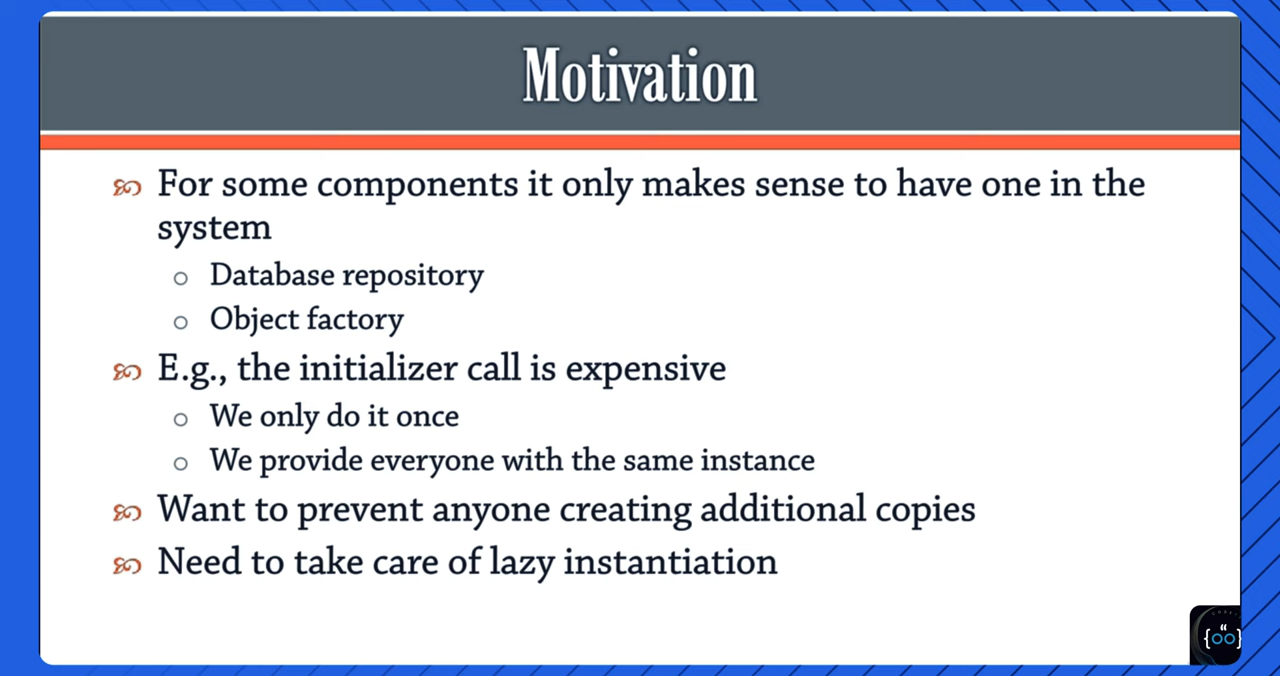 Motivation
For some components it only makes sense to have one in the
system
Database repository
Object factory
E.g., the initializer call is expensive
We only do it once
We provide everyone with the same instance
Want to prevent anyone creating additional copies
Need to take care of lazy instantiation